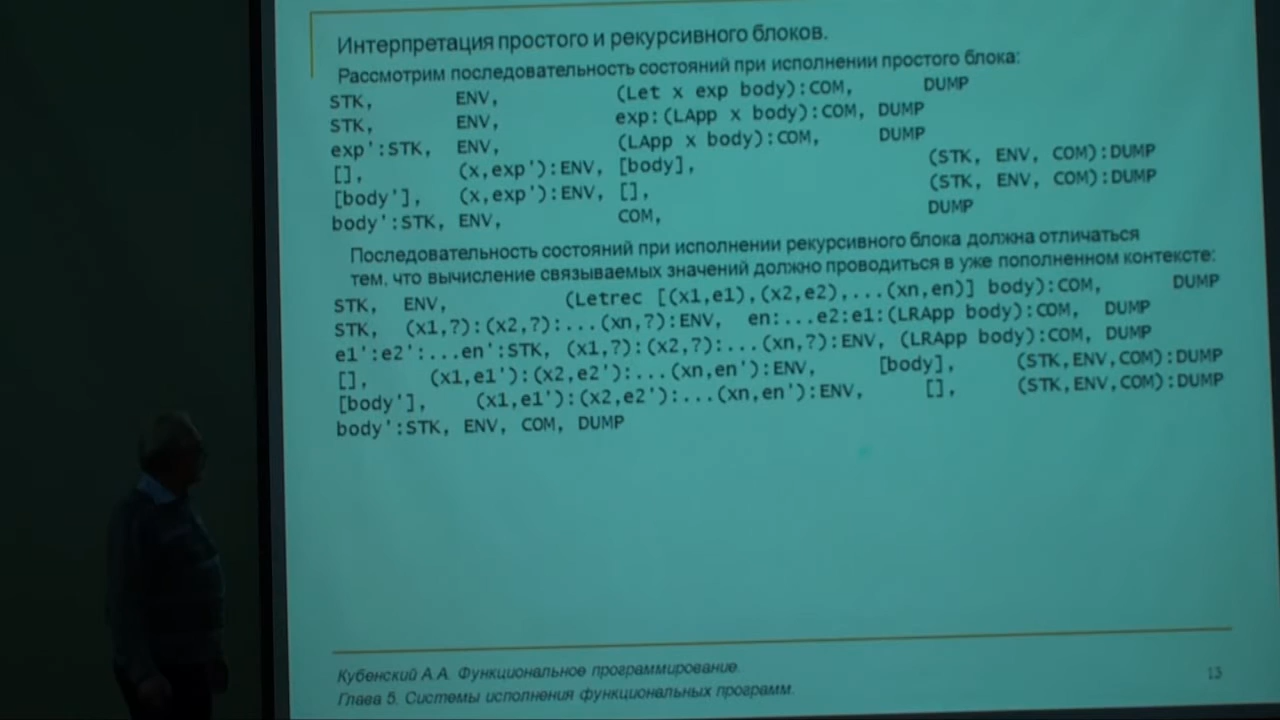 Интерпретация простого и рекурсивного блоков.
Рассмотрим последовательность состояний при исполнении простого блока:
STK, ENV, (Let x exp body):COM, DUMP
STK, ENV, exp:(LApp x body):COM, DUMP
exp':STK, ENV, (LApp x body):COM, DUMP
[], (x,exp'):ENV, [body], (STK, ENV, COM):DUMP
[body'], (x,exp'):ENV, [], (STK, ENV, COM):DUMP
body':STK, ENV, COM, DUMP
Последовательность состояний при исполнении рекурсивного блока должна отличаться
тем, что вычисление связываемых значений должно проводиться в уже пополненном контексте:
STK, ENV, (Letrec [(x1,e1),(x2,e2),...(xn,en)] body):COM, DUMP
STK, (x1,?):(x2,?):...(xn,?):ENV, en:...e2:e1:(LRApp body):COM, DUMP
e1':e2':...en':STK, (x1,?):(x2,?):...(xn,?):ENV, (LRApp body):COM, DUMP
[], (x1,e1'):(x2,e2'):...(xn,en'):ENV, [body], (STK,ENV,COM):DUMP
[body'], (x1,e1'):(x2,e2'):...(xn,en'):ENV, [], (STK,ENV,COM):DUMP
body':STK, ENV, COM, DUMP
Кубенский А.А. Функциональное программирование.
Глава 5. Системы исполнения функциональных программ.
13